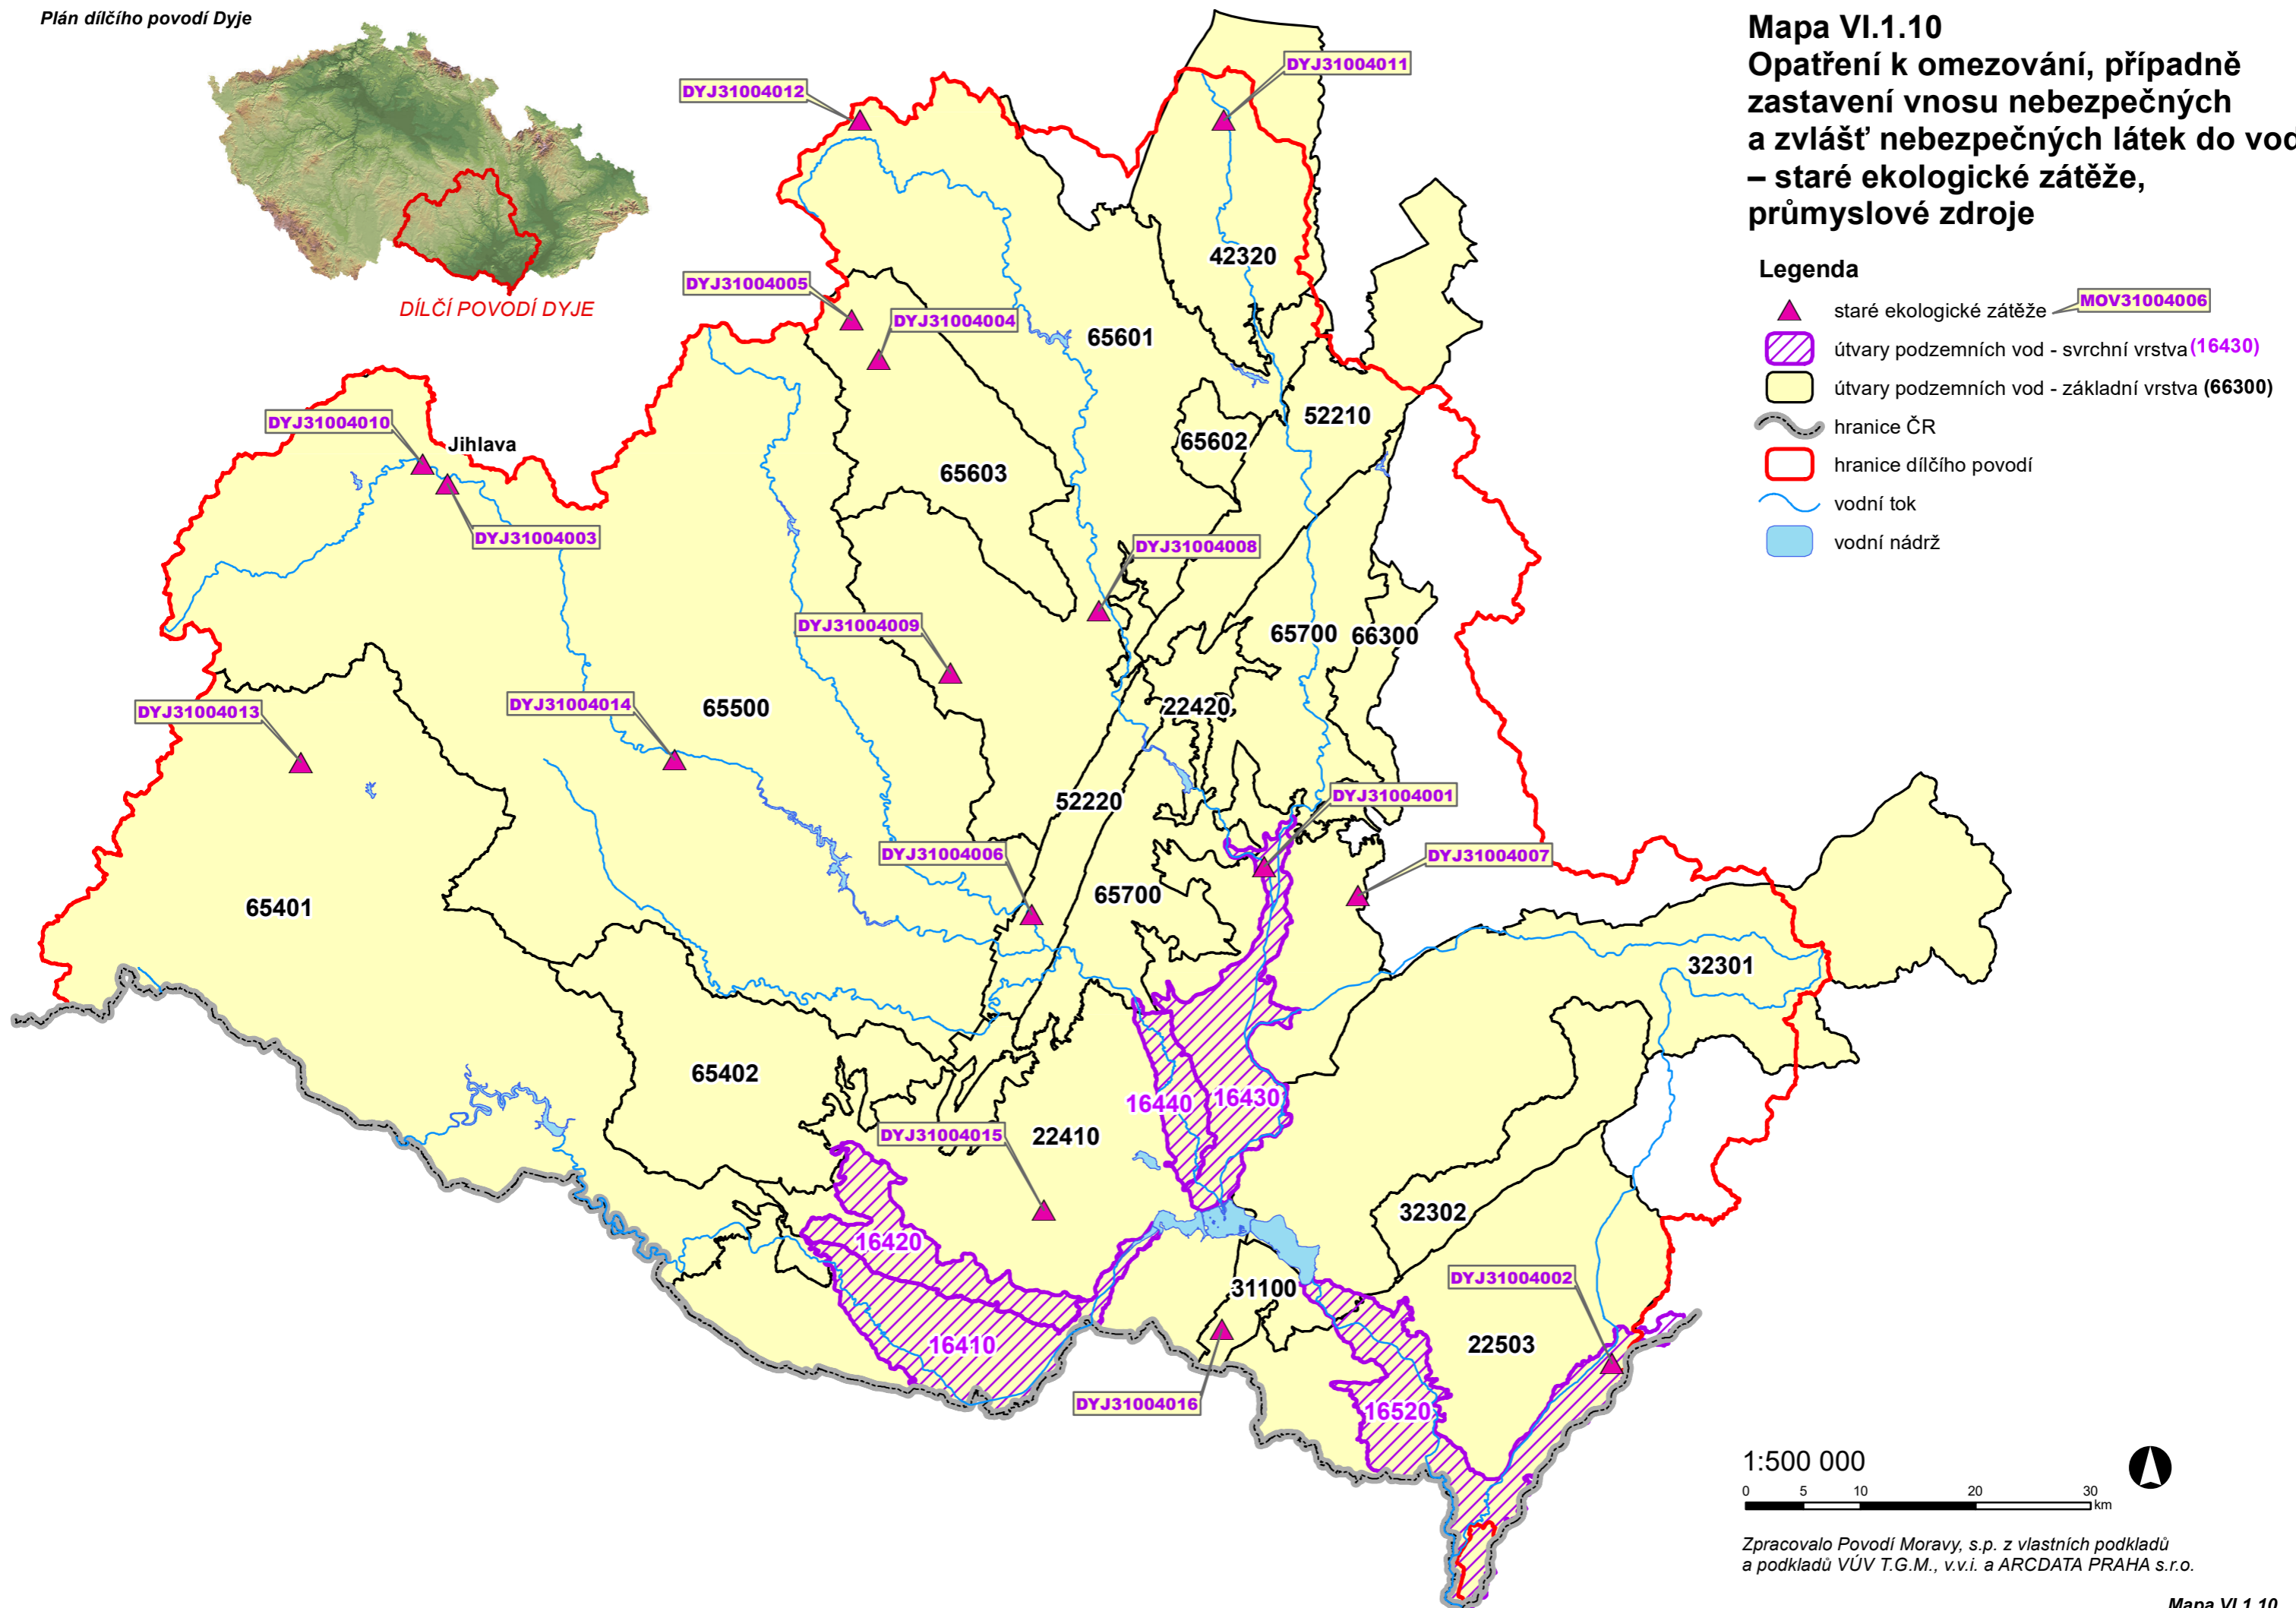 Plán dílčího povodí Dyje
DÍLČÍ POVODÍ DYJE
Mapa VI.1.10
Opatření k omezování, případně
zastavení vnosu nebezpečných
a zvlášť nebezpečných látek do vod
– staré ekologické zátěže,
průmyslové zdroje
Legenda
staré ekologické zátěže MOV31004006
útvary podzemních vod - svrchní vrstva (16430)
útvary podzemních vod - základní vrstva (66300)
hranice ČR
hranice dílčího povodí
vodní tok
vodní nádrž
DYJ31004011
DYJ31004012
42320
DYJ31004005
DYJ31004004
65601
52210
DYJ31004010
Jihlava
65602
65603
DYJ31004003
DYJ31004008
DYJ31004009
65700
66300
DYJ31004013
DYJ31004014
65500
22420
DYJ31004001
52220
DYJ31004006
DYJ31004007
65700
65401
32301
65402
16440
16430
DYJ31004015
22410
32302
16420
DYJ31004002
31100
16410
22503
DYJ31004016
16520
1:500 000
0 5 10 20 30
km
Zpracovalo Povodí Moravy, s.p. z vlastních podkladů
a podkladů VÚV T.G.M., v.v.i. a ARCDATA PRAHA s.r.o.
Mapa VI.1.10